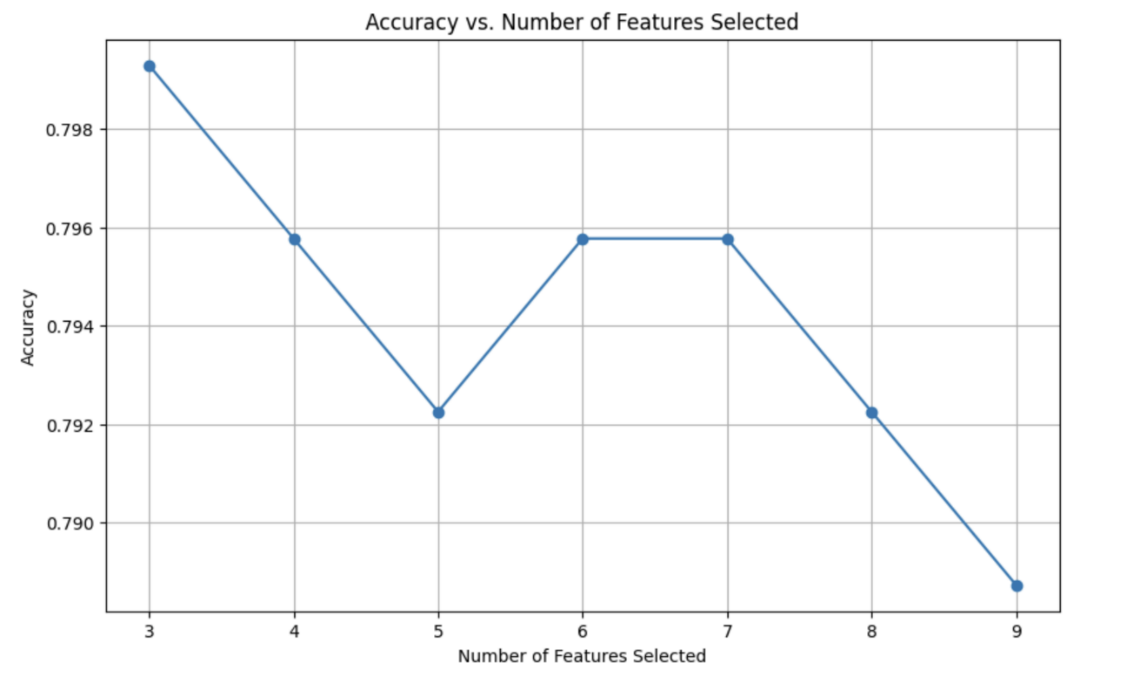 Accuracy vs. Number of Features Selected
0.798
0.796
0.794
0.792
0.790
Accuracy
3 4 5 6 7 8 9
Number of Features Selected